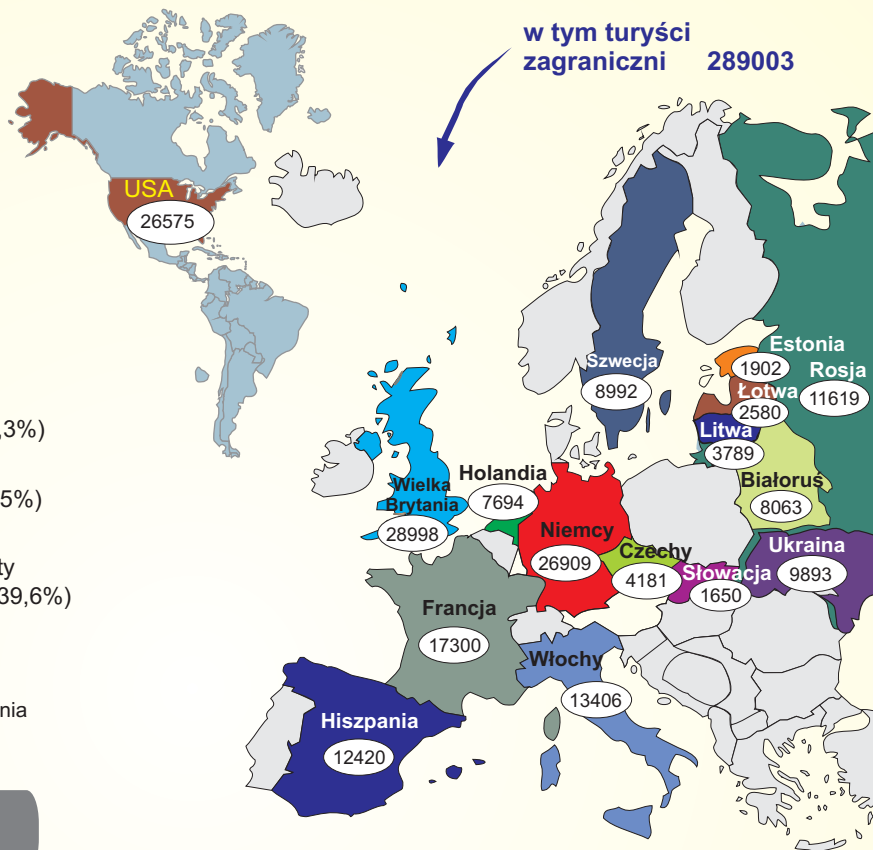 w tym turyści
zagraniczni 289003
USA
26575
,3%)
5%)
ty
39,6%)
nia
Szwecja
8992
Estonia
1902
Rosja
11619
Łotwa
2580
Litwa
3789
Białoruś
8063
Wielka
Brytania
28998
Holandia
7694
Niemcy
26909
Czechy
4181
Słowacja
1650
Ukraina
9893
Francja
17300
Włochy
13406
Hiszpania
12420